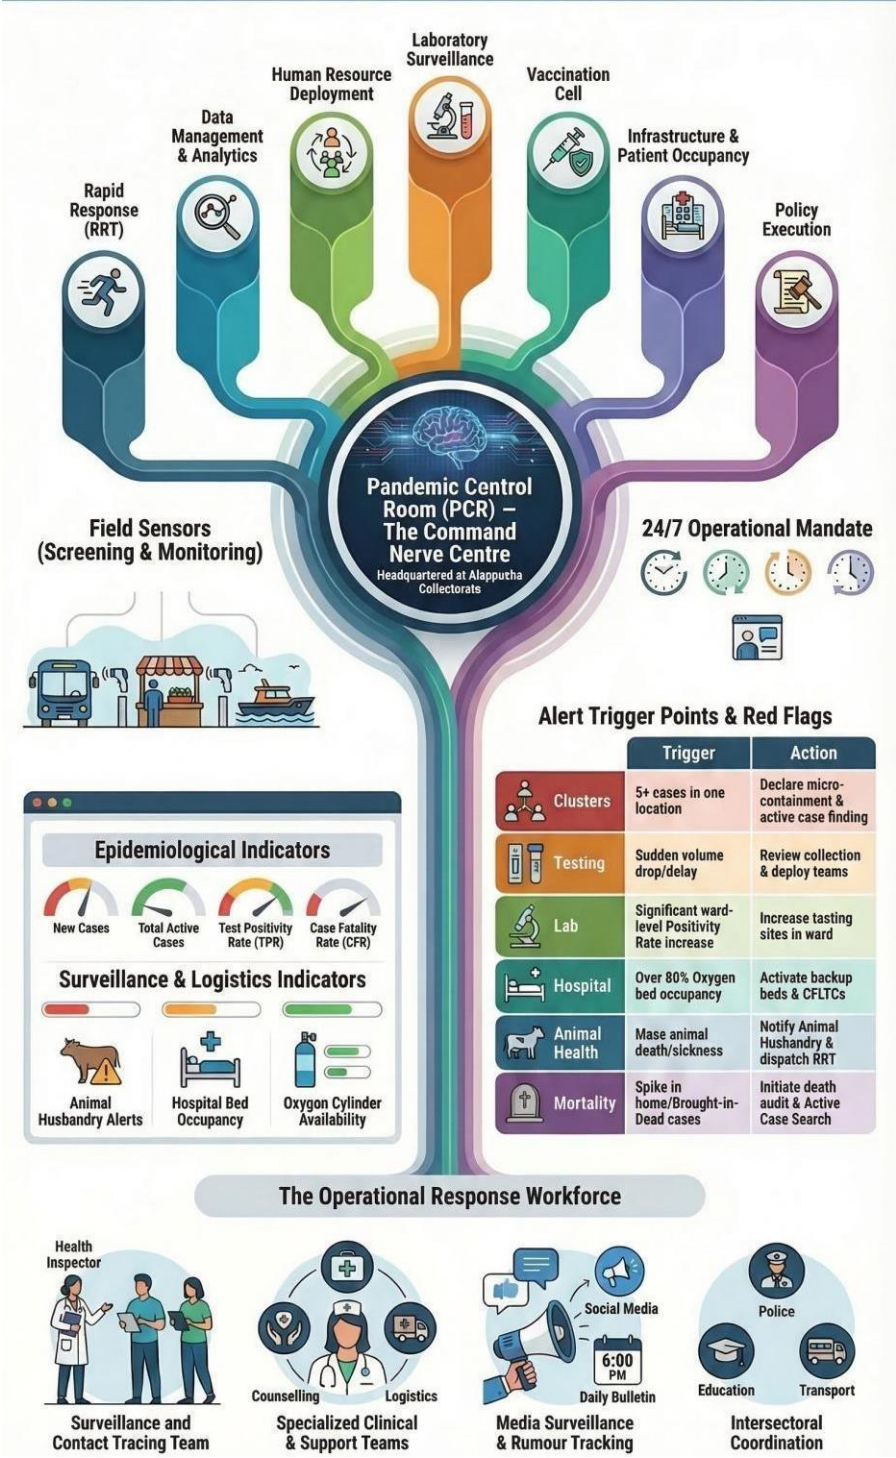 Laboratory
Surveillance
Human Resource
Deployment
Vaccination
Cell
Data
Management
& Analytics
Infrastructure &
Patient Occupancy
Rapid
Response
(RRT)
Policy
Execution
Pandemic Central
Room (PCR) –
The Command
Nerve Centre
Headquartered at Alapputha
Collectorats
Field Sensors
(Screening & Monitoring)
24/7 Operational Mandate
Alert Trigger Points & Red Flags
Trigger
Action
Clusters
5+ cases in one
location
Declare micro-
containment &
active case finding
Testing
Sudden volume
drop/delay
Review collection
& deploy teams
Lab
Significant ward-
level Positivity
Rate increase
Increase tasting
sites in ward
Hospital
Over 80% Oxygen
bed occupancy
Activate backup
beds & CFLTCs
Animal
Health
Mase animal
death/sickness
Notify Animal
Hushandry &
dispatch RRT
Mortality
Spike in
home/Brought-in-
Dead cases
Initiate death
audit & Active
Case Search
Epidemiological Indicators
New Cases
Total Active
Cases
Test Positivity
Rate (TPR)
Case Fatality
Rate (CFR)
Surveillance & Logistics Indicators
Animal
Husbandry Alerts
Hospital Bed
Occupancy
Oxygon Cylinder
Availability
The Operational Response Workforce
Health
Inspector
Surveillance and
Contact Tracing Team
Counselling
Logistics
Specialized Clinical
& Support Teams
Social Media
6:00
PM
Daily Bulletin
Media Surveillance
& Rumour Tracking
Police
Education
Transport
Intersectoral
Coordination